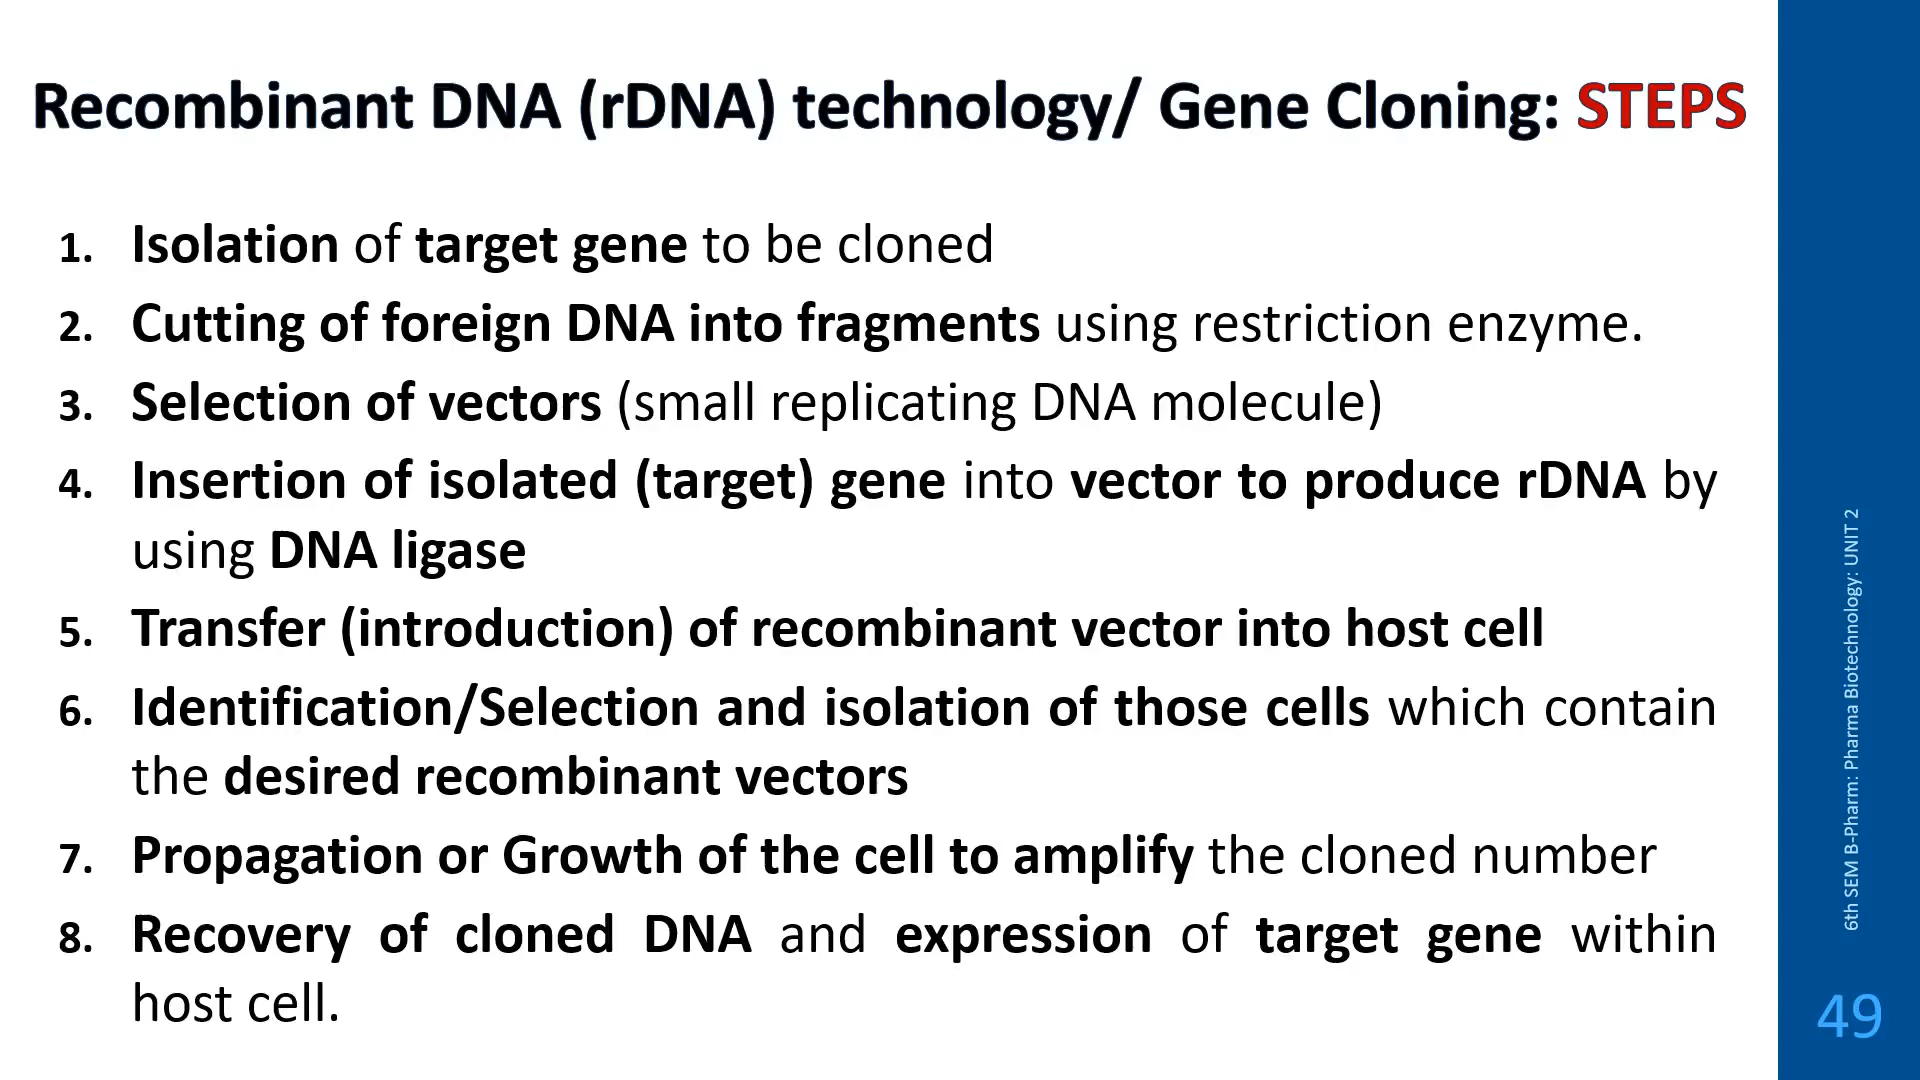 Recombinant DNA (rDNA) technology/ Gene Cloning: STEPS
1. Isolation of target gene to be cloned
2. Cutting of foreign DNA into fragments using restriction enzyme.
3. Selection of vectors (small replicating DNA molecule)
4. Insertion of isolated (target) gene into vector to produce rDNA by
using DNA ligase
5. Transfer (introduction) of recombinant vector into host cell
6. Identification/Selection and isolation of those cells which contain
the desired recombinant vectors
7. Propagation or Growth of the cell to amplify the cloned number
8. Recovery of cloned DNA and expression of target gene within
host cell.
6th SEM B-Pharm: Pharma Biotechnology: UNIT 2
49